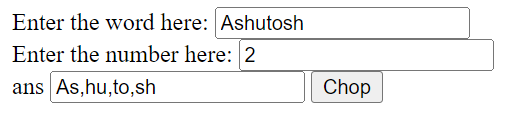 Enter the word here: Ashutosh
Enter the number here: 2
ans As,hu,to,sh Chop